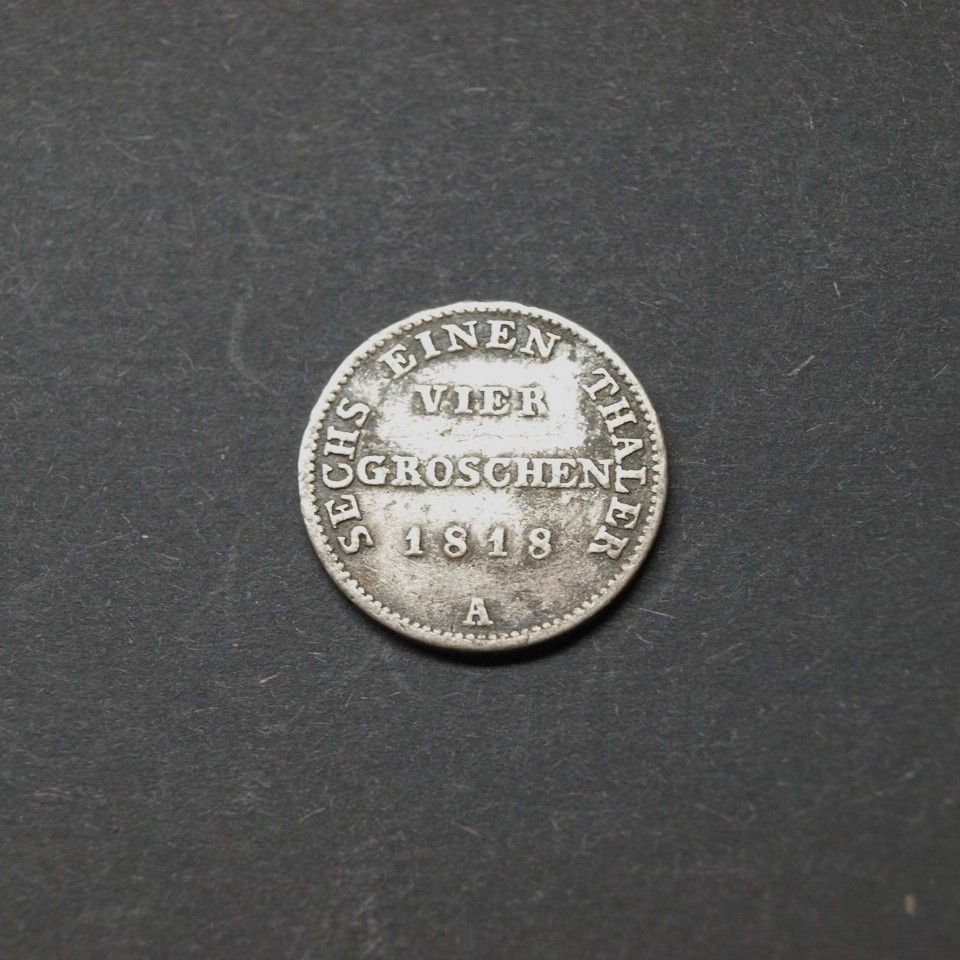 SECHS EINEN THALER
VIER
GROSCHEN
1818
A